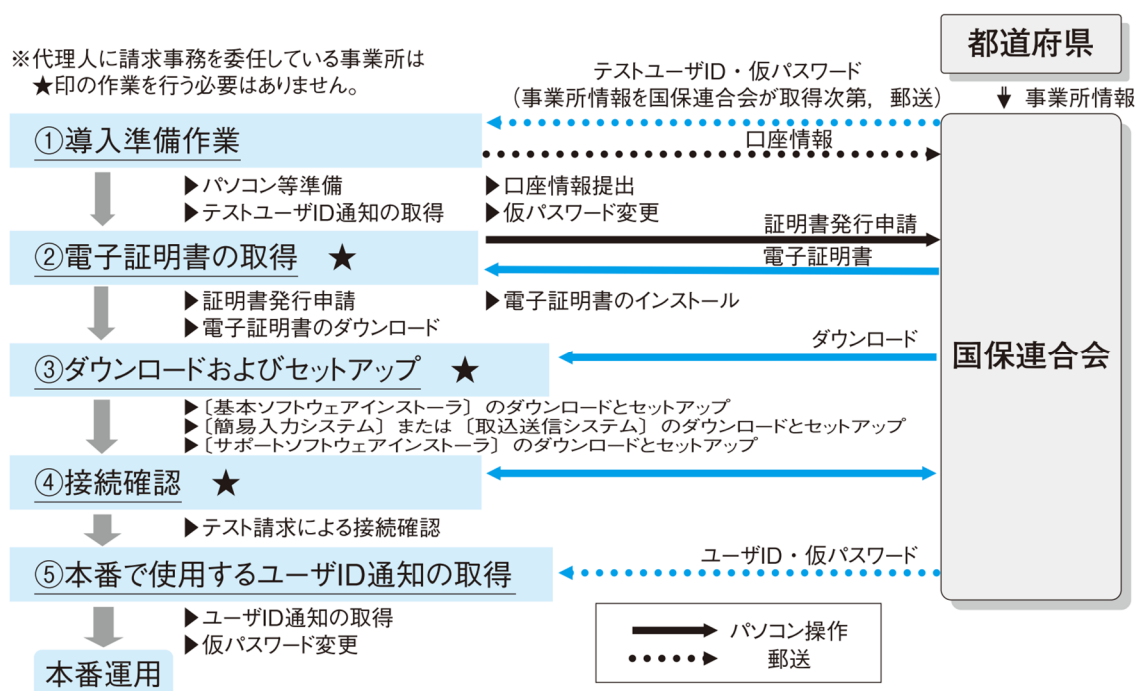 ※代理人に請求事務を委任している事業所は
★印の作業を行う必要はありません。
都道府県
事業所情報
テストユーザID・仮パスワード
（事業所情報を国保連合会が取得次第，郵送）
①導入準備作業
口座情報
▶パソコン等準備
▶口座情報提出
▶テストユーザID通知の取得
▶仮パスワード変更
証明書発行申請
②電子証明書の取得　★
電子証明書
▶証明書発行申請
▶電子証明書のインストール
▶電子証明書のダウンロード
ダウンロード
③ダウンロードおよびセットアップ　★
国保連合会
▶〔基本ソフトウェアインストーラ〕のダウンロードとセットアップ
▶〔簡易入力システム〕または〔取込送信システム〕のダウンロードとセットアップ
▶〔サポートソフトウェアインストーラ〕のダウンロードとセットアップ
④接続確認　★
▶テスト請求による接続確認
ユーザID・仮パスワード
⑤本番で使用するユーザID通知の取得
▶ユーザID通知の取得
▶仮パスワード変更
本番運用
パソコン操作
郵送